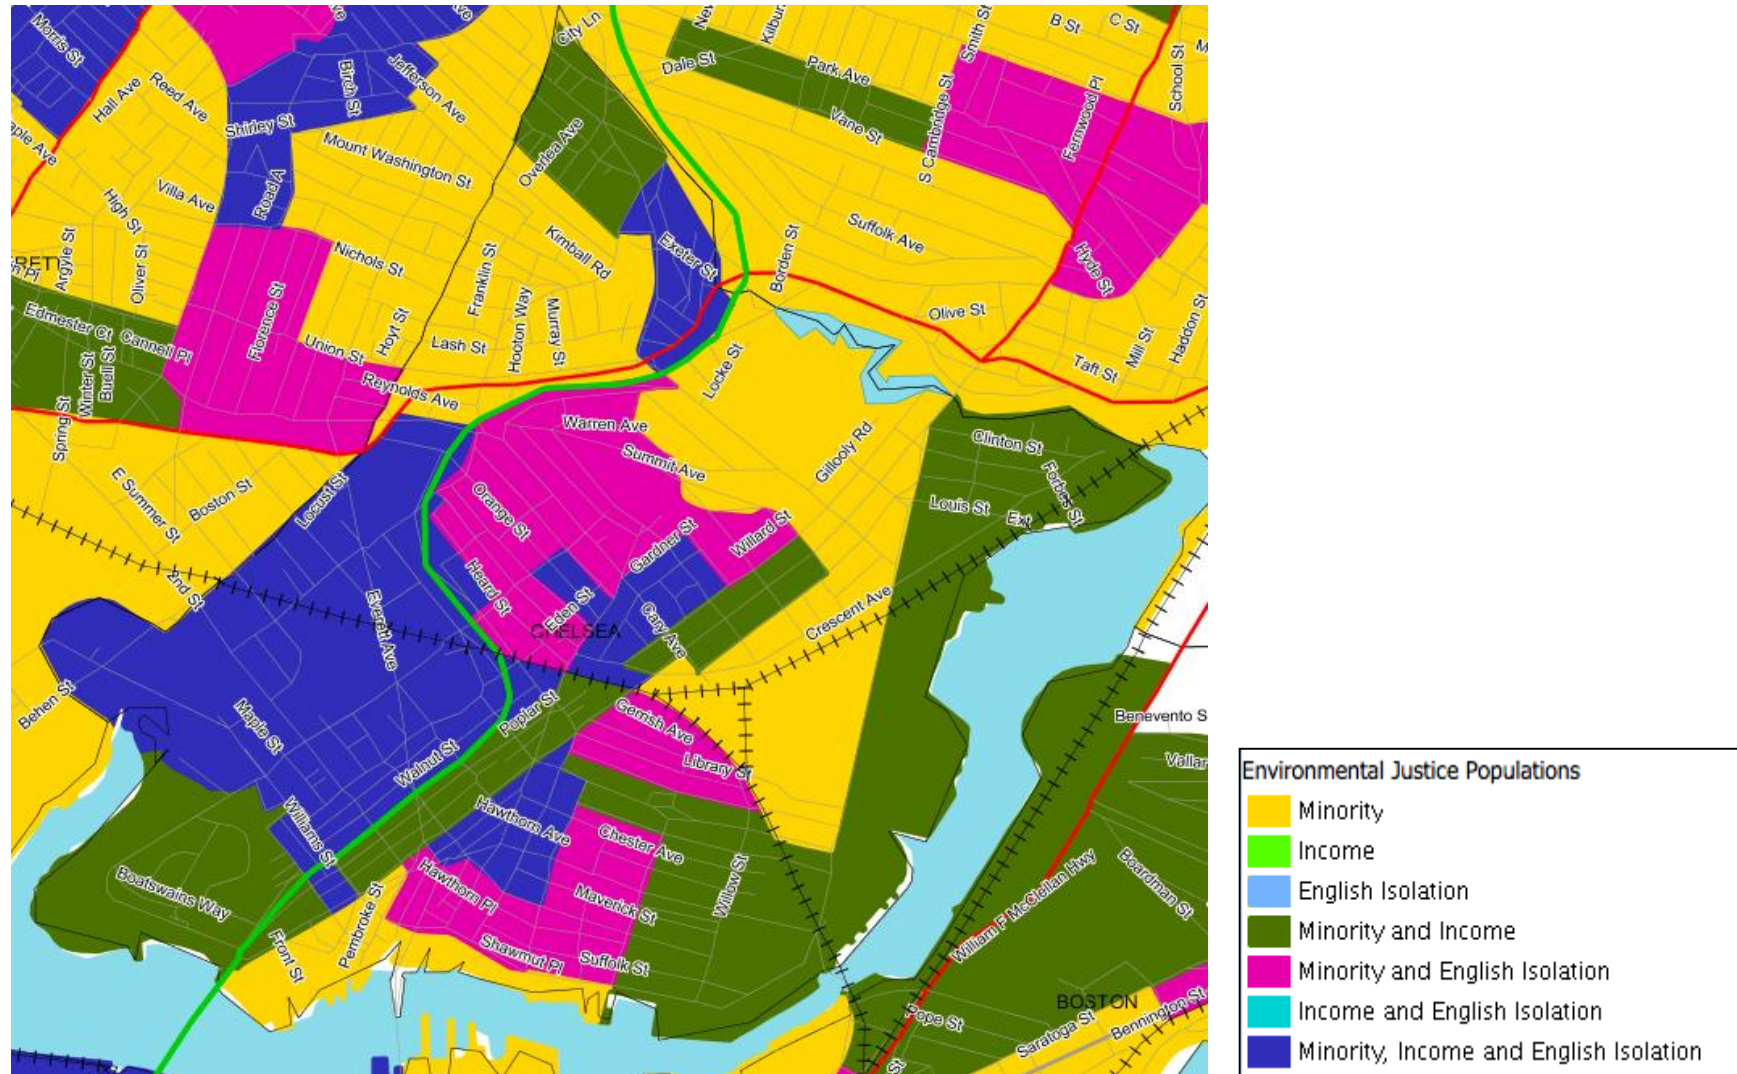 Morris St
Hall Ave
Reed Ave
Shirley St
Birch St
Jefferson Ave
City Ln
Dale St
Park Ave
Vane St
S Cambridge St
Smith St
B St
C St
School St
Fernwood Pl
Mount Washington St
Overlea Ave
Villa Ave
Road A
High St
Argyle St
Oliver St
Nichols St
Franklin St
Kimball Rd
Exeter St
Borden St
Suffolk Ave
Hyde St
Olive St
Mill St
Haddon St
Taft St
Edmester Ct
Cannell Pl
Florence St
Union St
Hoyt St
Lash St
Hooton Way
Murray St
Locke St
Winter St
Buell St
Spring St
Reynolds Ave
Warren Ave
Summit Ave
Gillooly Rd
Clinton St
Forbes St
Louis St
Ext
E Summer St
Boston St
Locust St
Orange St
Gardner St
Willard St
2nd St
Everett Ave
Heard St
Eden St
CHELSEA
Cary Ave
Crescent Ave
Behen St
Maple St
Poplar St
Gerrish Ave
Library St
Walnut St
Benevento S
Williams St
Hawthorn Ave
Chester Ave
Boatswains Way
Hawthorn Pl
Maverick St
Willow St
William F McClellan Hwy
Boardman St
Front St
Pembroke St
Shawmut Pl
Suffolk St
BOSTON
Pope St
Saratoga St
Bennington St
Environmental Justice Populations
Minority
Income
English Isolation
Minority and Income
Minority and English Isolation
Income and English Isolation
Minority, Income and English Isolation